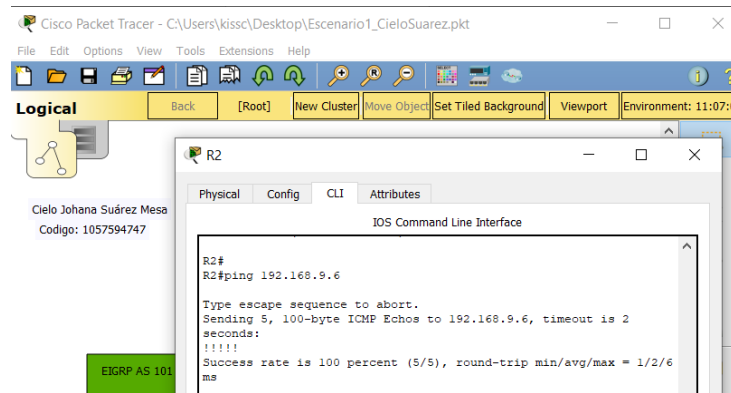 Cisco Packet Tracer - C:\Users\kissc\Desktop\Escenario1_CieloSuarez.pkt
File Edit Options View Tools Extensions Help
Logical Back [Root] New Cluster Move Object Set Tiled Background Viewport Environment: 11:07:
R2
Physical Config CLI Attributes
Cielo Johana Suárez Mesa
Codigo: 1057594747
IOS Command Line Interface
R2#
R2#ping 192.168.9.6
Type escape sequence to abort.
Sending 5, 100-byte ICMP Echos to 192.168.9.6, timeout is 2
seconds:
!!!!!
Success rate is 100 percent (5/5), round-trip min/avg/max = 1/2/6
ms
EIGRP AS 101